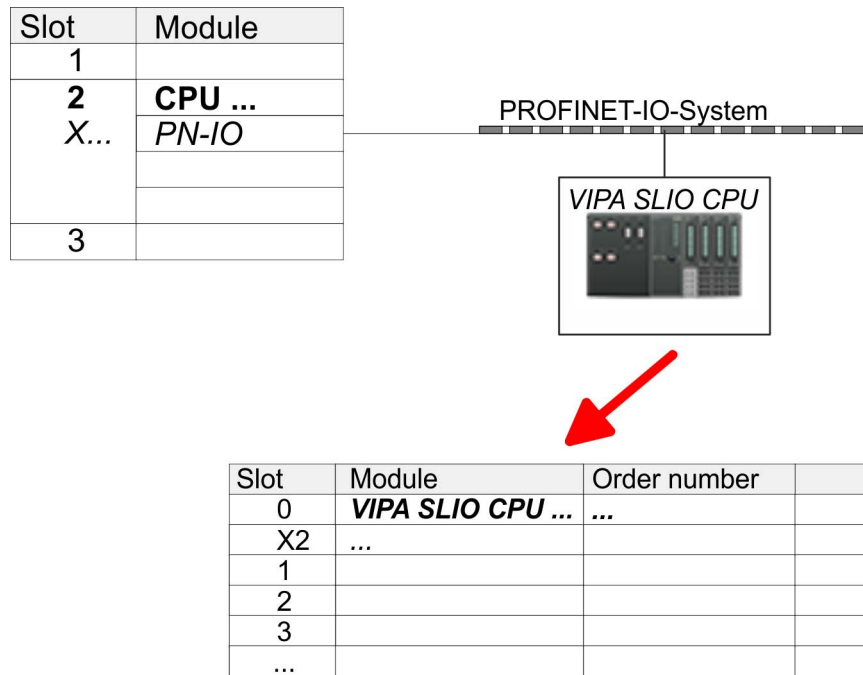 Slot Module
1
2 CPU ...
X... PN-IO
3
PROFINET-IO-System
VIPA SLIO CPU
Slot Module Order number
0 VIPA SLIO CPU ... ...
X2 ...
1
2
3
...